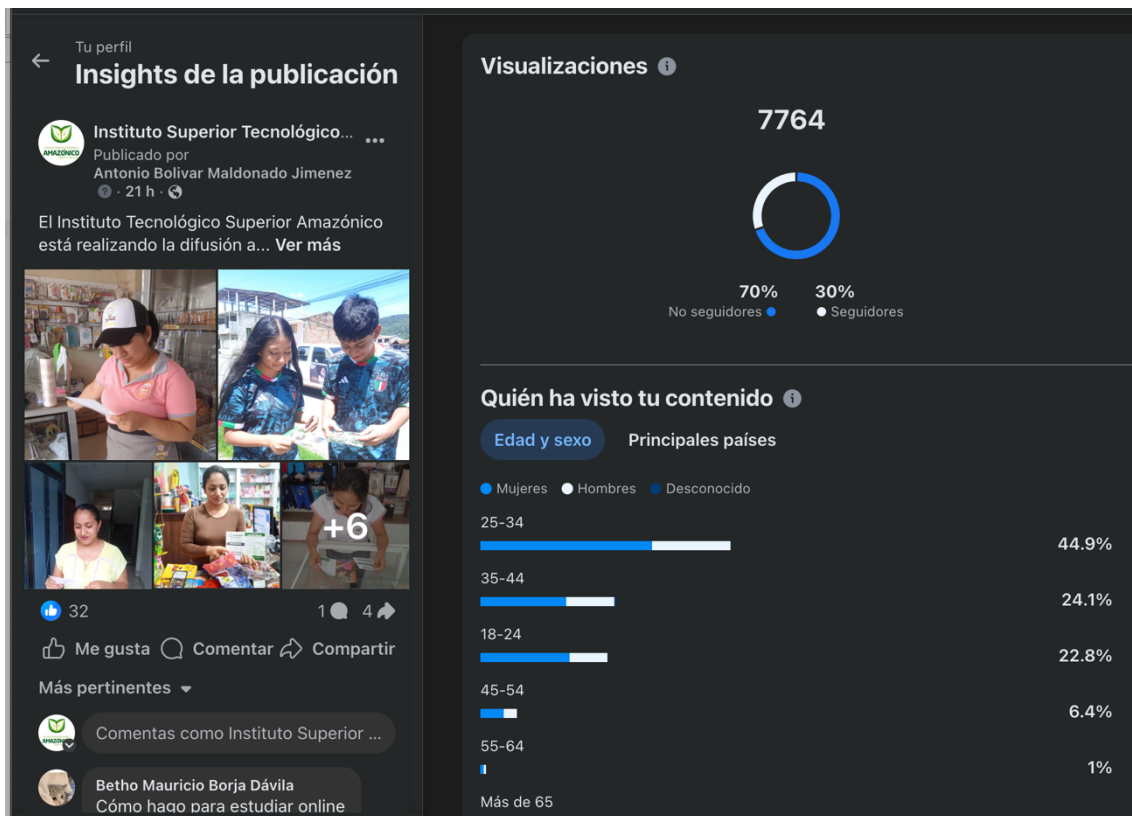 Tu perfil
Insights de la publicación
Instituto Superior Tecnológico...
AMAZÓNICO
Publicado por
Antonio Bolivar Maldonado Jimenez
21 h
El Instituto Tecnológico Superior Amazónico
está realizando la difusión a... Ver más
+6
32
1
4
Me gusta
Comentar
Compartir
Más pertinentes
Comentas como Instituto Superior ...
Betho Mauricio Borja Dávila
Cómo hago para estudiar online
Visualizaciones
7764
70% 30%
No seguidores Seguidores
Quién ha visto tu contenido
Edad y sexo Principales países
Mujeres Hombres Desconocido
25-34
44.9%
35-44
24.1%
18-24
22.8%
45-54
6.4%
55-64
1%
Más de 65